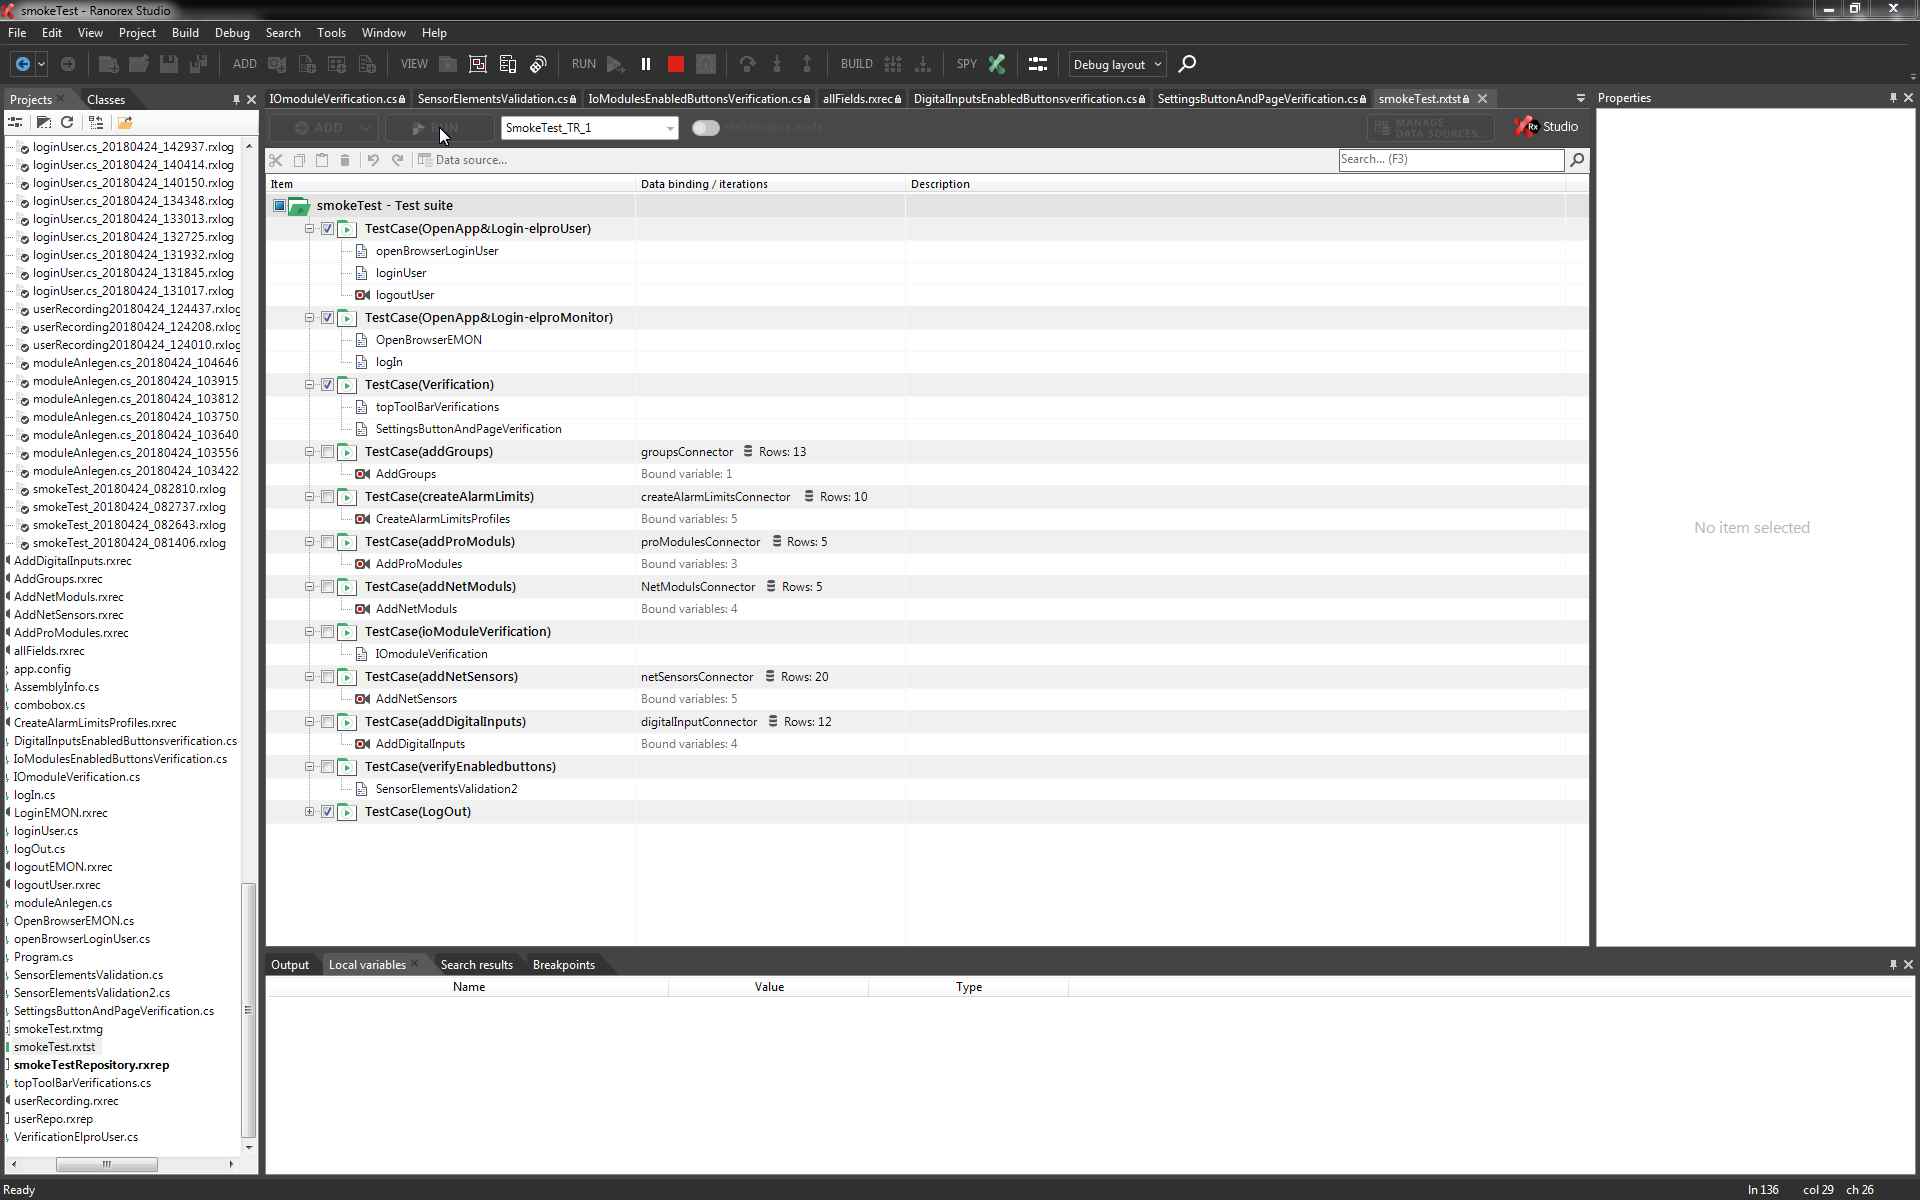 smokeTest - Ranorex Studio
File Edit View Project Build Debug Search Tools Window Help
ADD VIEW RUN BUILD SPY Debug layout
Projects Classes
IOmoduleVerification.cs SensorElementsValidation.cs IoModulesEnabledButtonsVerification.cs allFields.rxrec DigitalInputsEnabledButtonsverification.cs SettingsButtonAndPageVerification.cs smokeTest.rxtst
Properties
ADD RUN SmokeTest_TR_1 MANAGE DATA SOURCES... Studio
Data source... Search... (F3)
Item Data binding / iterations Description
loginUser.cs_20180424_142937.rxlog
loginUser.cs_20180424_140414.rxlog
loginUser.cs_20180424_140150.rxlog
loginUser.cs_20180424_134348.rxlog
loginUser.cs_20180424_133013.rxlog
loginUser.cs_20180424_132725.rxlog
loginUser.cs_20180424_131932.rxlog
loginUser.cs_20180424_131845.rxlog
loginUser.cs_20180424_131017.rxlog
userRecording20180424_124437.rxlog
userRecording20180424_124208.rxlog
userRecording20180424_124010.rxlog
moduleAnlegen.cs_20180424_104646
moduleAnlegen.cs_20180424_103915
moduleAnlegen.cs_20180424_103812
moduleAnlegen.cs_20180424_103750
moduleAnlegen.cs_20180424_103640
moduleAnlegen.cs_20180424_103556
moduleAnlegen.cs_20180424_103422
smokeTest_20180424_082810.rxlog
smokeTest_20180424_082737.rxlog
smokeTest_20180424_082643.rxlog
smokeTest_20180424_081406.rxlog
AddDigitalInputs.rxrec
AddGroups.rxrec
AddNetModuls.rxrec
AddNetSensors.rxrec
AddProModules.rxrec
allFields.rxrec
app.config
AssemblyInfo.cs
combobox.cs
CreateAlarmLimitsProfiles.rxrec
DigitalInputsEnabledButtonsverification.cs
IoModulesEnabledButtonsVerification.cs
IOmoduleVerification.cs
logIn.cs
LoginEMON.rxrec
loginUser.cs
logOut.cs
logoutEMON.rxrec
logoutUser.rxrec
moduleAnlegen.cs
OpenBrowserEMON.cs
openBrowserLoginUser.cs
Program.cs
SensorElementsValidation.cs
SensorElementsValidation2.cs
SettingsButtonAndPageVerification.cs
smokeTest.rxtmg
smokeTest.rxtst
smokeTestRepository.rxrep
topToolBarVerifications.cs
userRecording.rxrec
userRepo.rxrep
VerificationElproUser.cs
smokeTest - Test suite
TestCase(OpenApp&Login-elproUser)
openBrowserLoginUser
loginUser
logoutUser
TestCase(OpenApp&Login-elproMonitor)
OpenBrowserEMON
logIn
TestCase(Verification)
topToolBarVerifications
SettingsButtonAndPageVerification
TestCase(addGroups) groupsConnector Rows: 13
AddGroups Bound variable: 1
TestCase(createAlarmLimits) createAlarmLimitsConnector Rows: 10
CreateAlarmLimitsProfiles Bound variables: 5
TestCase(addProModuls) proModulesConnector Rows: 5
AddProModules Bound variables: 3
TestCase(addNetModuls) NetModulsConnector Rows: 5
AddNetModuls Bound variables: 4
TestCase(ioModuleVerification)
IOmoduleVerification
TestCase(addNetSensors) netSensorsConnector Rows: 20
AddNetSensors Bound variables: 5
TestCase(addDigitalInputs) digitalInputConnector Rows: 12
AddDigitalInputs Bound variables: 4
TestCase(verifyEnabledbuttons)
SensorElementsValidation2
TestCase(LogOut)
No item selected
Output Local variables Search results Breakpoints
Name Value Type
Ready ln 136 col 29 ch 26